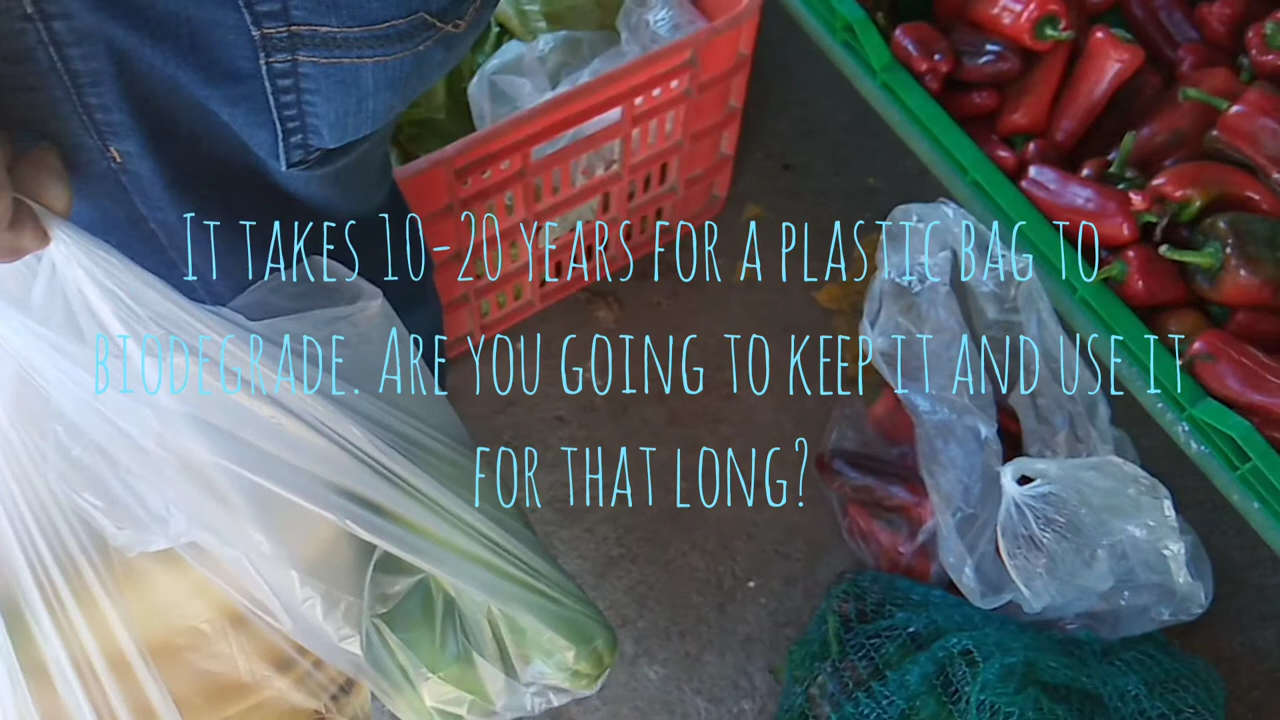 It takes 10-20 years for a plastic bag to
biodegrade. Are you going to keep it and use it
for that long?